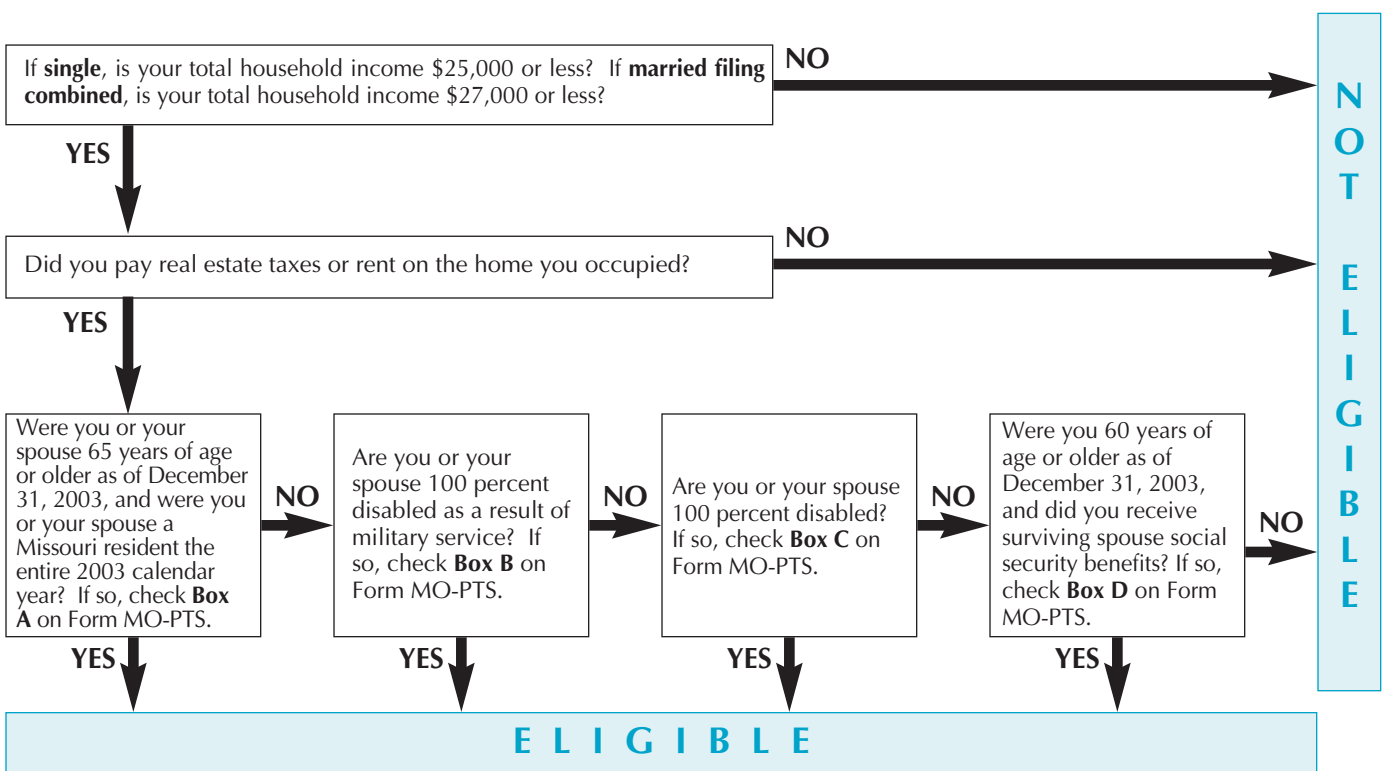 If single, is your total household income $25,000 or less? If married filing
combined, is your total household income $27,000 or less?
NO
YES
Did you pay real estate taxes or rent on the home you occupied?
NO
YES
Were you or your
spouse 65 years of age
or older as of December
31, 2003, and were you
or your spouse a
Missouri resident the
entire 2003 calendar
year? If so, check Box
A on Form MO-PTS.
NO
Are you or your
spouse 100 percent
disabled as a result of
military service? If
so, check Box B on
Form MO-PTS.
NO
Are you or your spouse
100 percent disabled?
If so, check Box C on
Form MO-PTS.
NO
Were you 60 years of
age or older as of
December 31, 2003,
and did you receive
surviving spouse social
security benefits? If so,
check Box D on Form
MO-PTS.
NO
YES
YES
YES
YES
NOT ELIGIBLE
ELIGIBLE